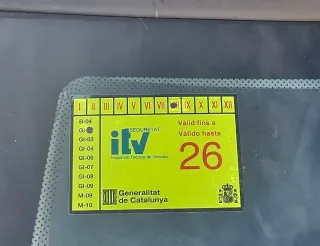 I II III IV V VI VII IX X XI XII
B-04
GI-
GI-03
GI-04
GI-06
GI-07
GI-08
GI-09
M-09
M-10
SEGURETAT
itv
Inspecció Tècnica de Vehicles
Vàlid fins a
Válido hasta
26
Generalitat
de Catalunya